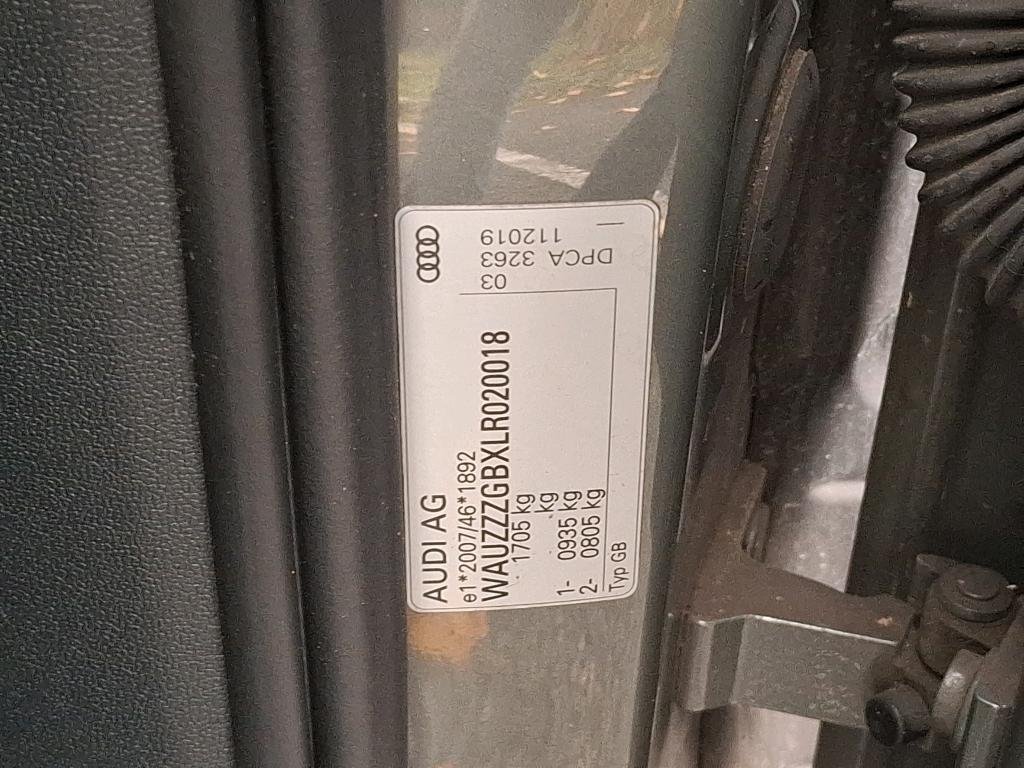 AUDI AG
e1*2007/46*1892
WAUZZZGBXLR020018
1705 kg
kg
1- 0935 kg
2- 0805 kg
Typ GB
03
DPCA 3263
112019